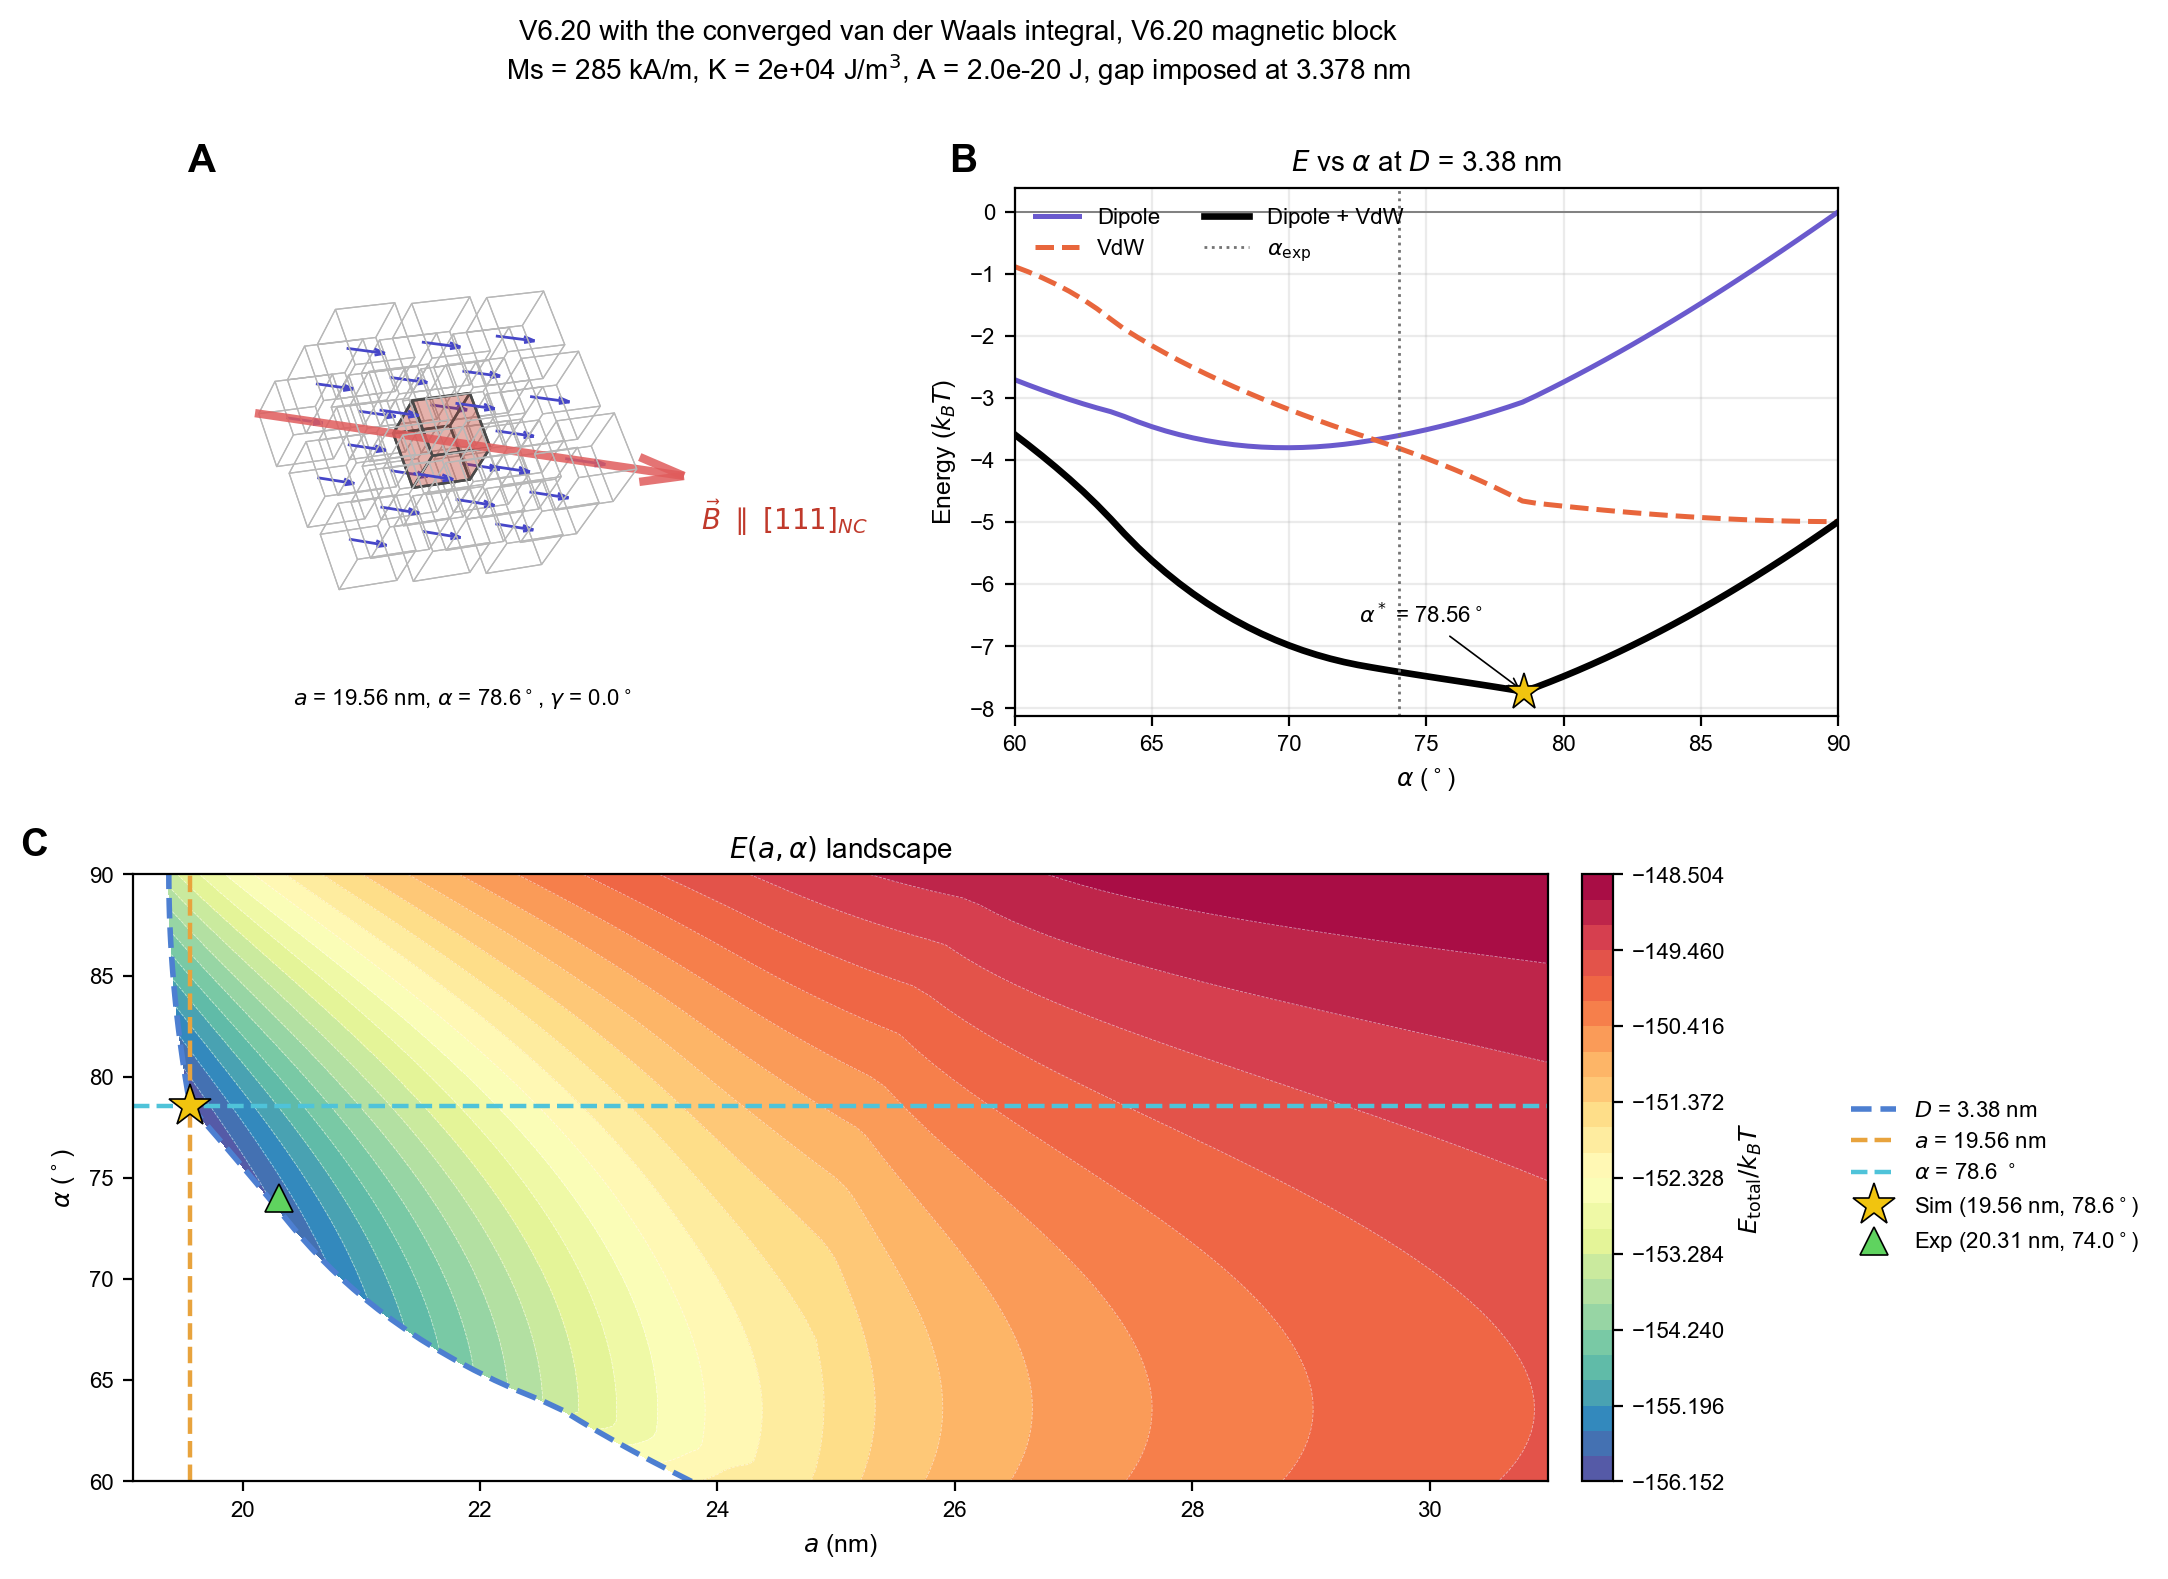 V6.20 with the converged van der Waals integral, V6.20 magnetic block
Ms = 285 kA/m, K = 2e+04 J/m³, A = 2.0e-20 J, gap imposed at 3.378 nm
A
B⃗ ∥ [111]NC
a = 19.56 nm, α = 78.6°, γ = 0.0°
B
E vs α at D = 3.38 nm
Dipole
VdW
Dipole + VdW
αexp
α* = 78.56°
0
−1
−2
−3
−4
−5
−6
−7
−8
Energy (kBT)
60 65 70 75 80 85 90
α (°)
C
E(a, α) landscape
90
85
80
75
70
65
60
α (°)
20 22 24 26 28 30
a (nm)
−148.504
−149.460
−150.416
−151.372
−152.328
−153.284
−154.240
−155.196
−156.152
Etotal/kBT
D = 3.38 nm
a = 19.56 nm
α = 78.6 °
Sim (19.56 nm, 78.6°)
Exp (20.31 nm, 74.0°)